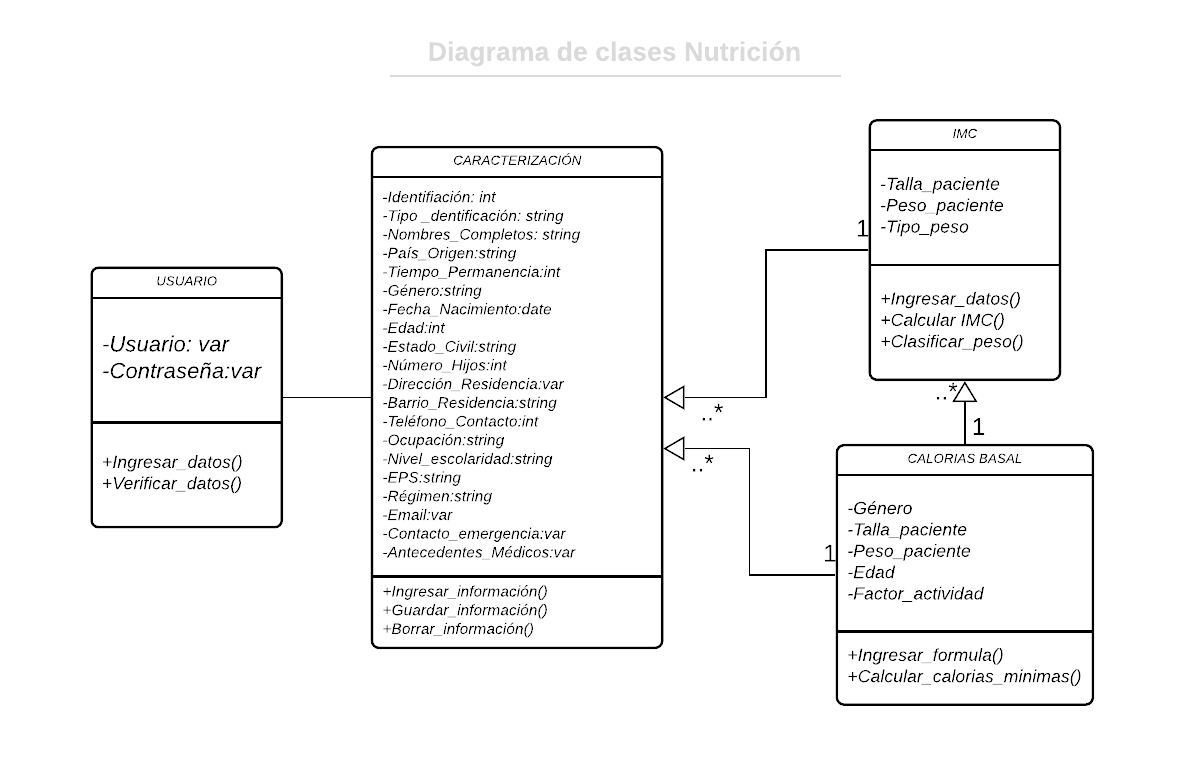 Diagrama de clases Nutrición
USUARIO
-Usuario: var
-Contraseña:var
+Ingresar_datos()
+Verificar_datos()
CARACTERIZACIÓN
-Identifiación: int
-Tipo _dentificación: string
-Nombres_Completos: string
-País_Origen:string
-Tiempo_Permanencia:int
-Género:string
-Fecha_Nacimiento:date
-Edad:int
-Estado_Civil:string
-Número_Hijos:int
-Dirección_Residencia:var
-Barrio_Residencia:string
-Teléfono_Contacto:int
-Ocupación:string
-Nivel_escolaridad:string
-EPS:string
-Régimen:string
-Email:var
-Contacto_emergencia:var
-Antecedentes_Médicos:var
+Ingresar_información()
+Guardar_información()
+Borrar_información()
..*
..*
1
1
IMC
-Talla_paciente
-Peso_paciente
-Tipo_peso
+Ingresar_datos()
+Calcular IMC()
+Clasificar_peso()
..*
1
CALORIAS BASAL
-Género
-Talla_paciente
-Peso_paciente
-Edad
-Factor_actividad
+Ingresar_formula()
+Calcular_calorias_minimas()